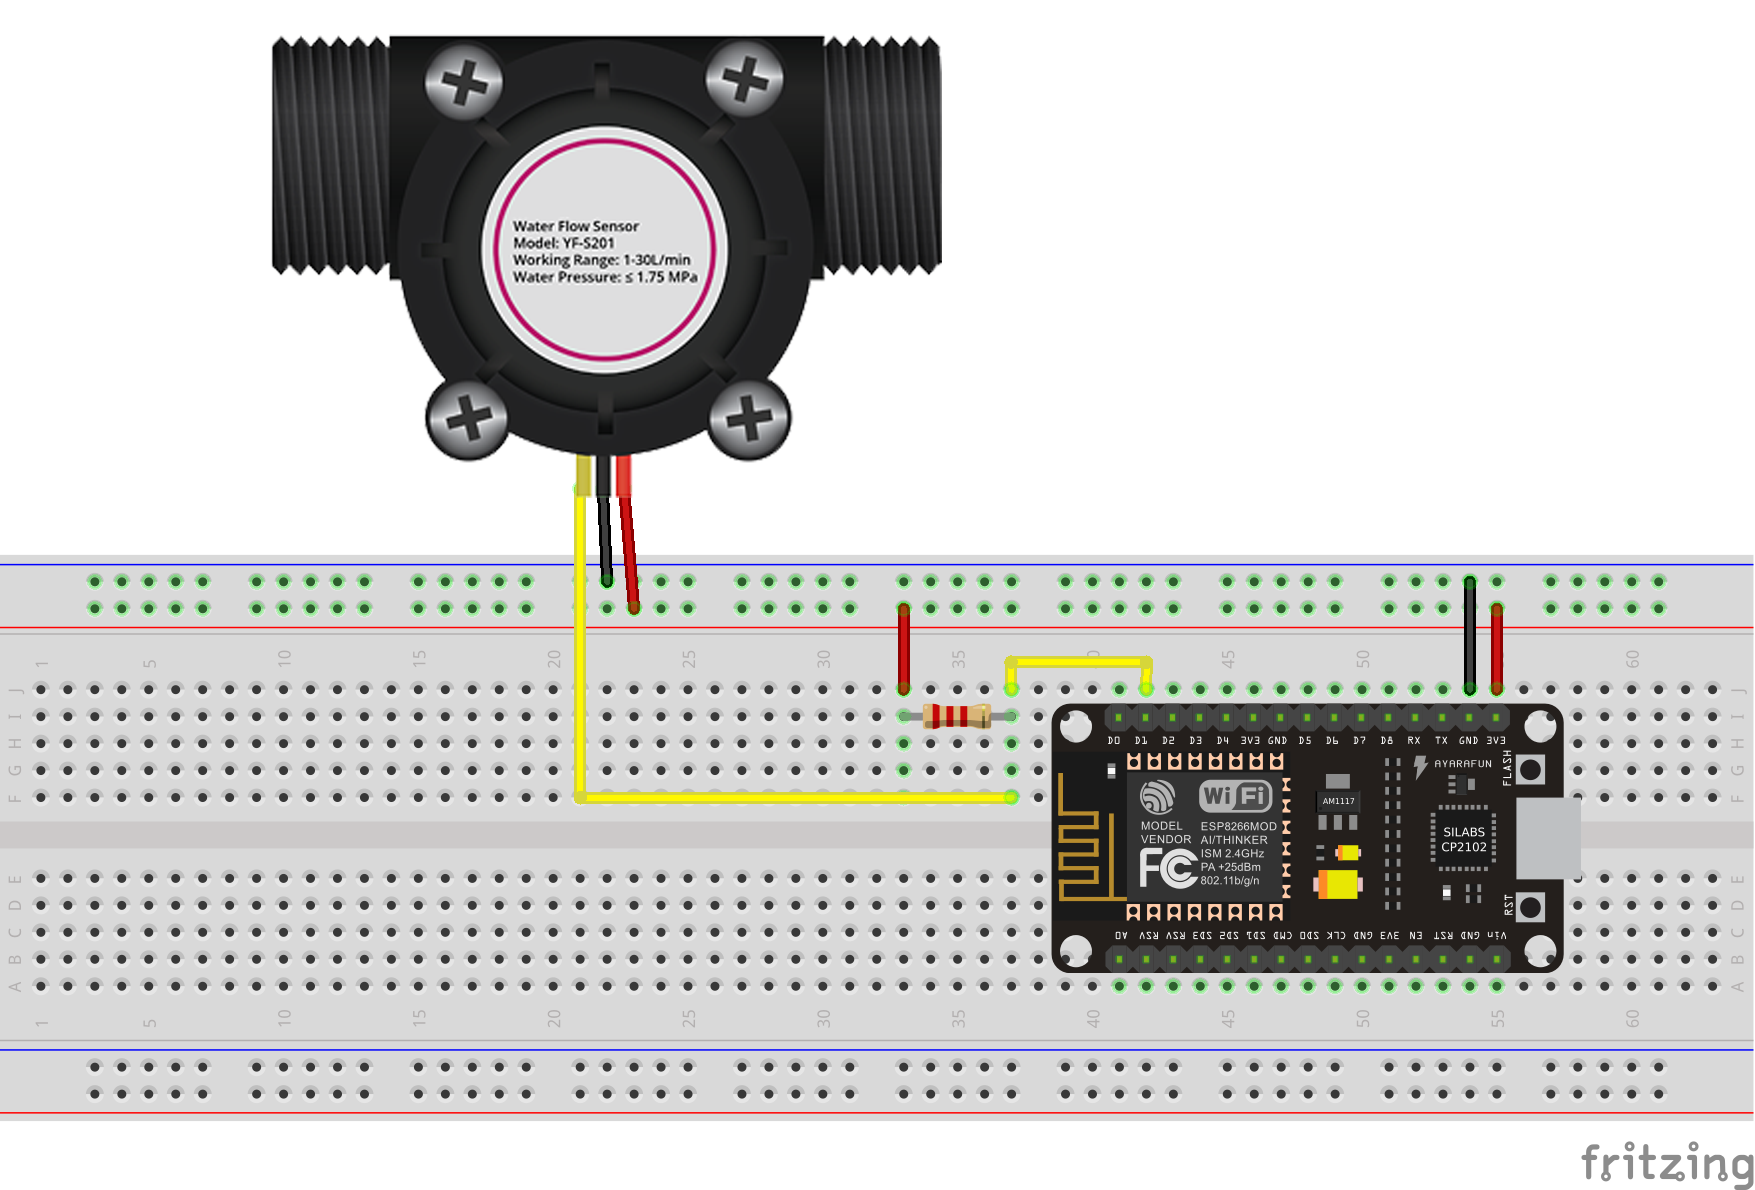 Water Flow Sensor
Model: YF-S201
Working Range: 1-30L/min
Water Pressure: ≤ 1.75 MPa
1 5 10 15 20 25 30 35 40 45 50 55 60
J J
I I
H H
G G
F F
D0 D1 D2 D3 D4 3V3 GND D5 D6 D7 D8 RX TX GND 3V3
FLASH
AYARAFUN
Wi Fi
MODEL
VENDOR
ESP8266MOD
AI/THINKER
ISM 2.4GHz
PA +25dBm
802.11b/g/n
FCC
AM1117
SILABS
CP2102
RST
A0 RSV RSV SD3 SD2 SD1 CMD SD0 CLK GND 3V3 EN RST GND Vin
E E
D D
C C
B B
A A
1 5 10 15 20 25 30 35 40 45 50 55 60
fritzing